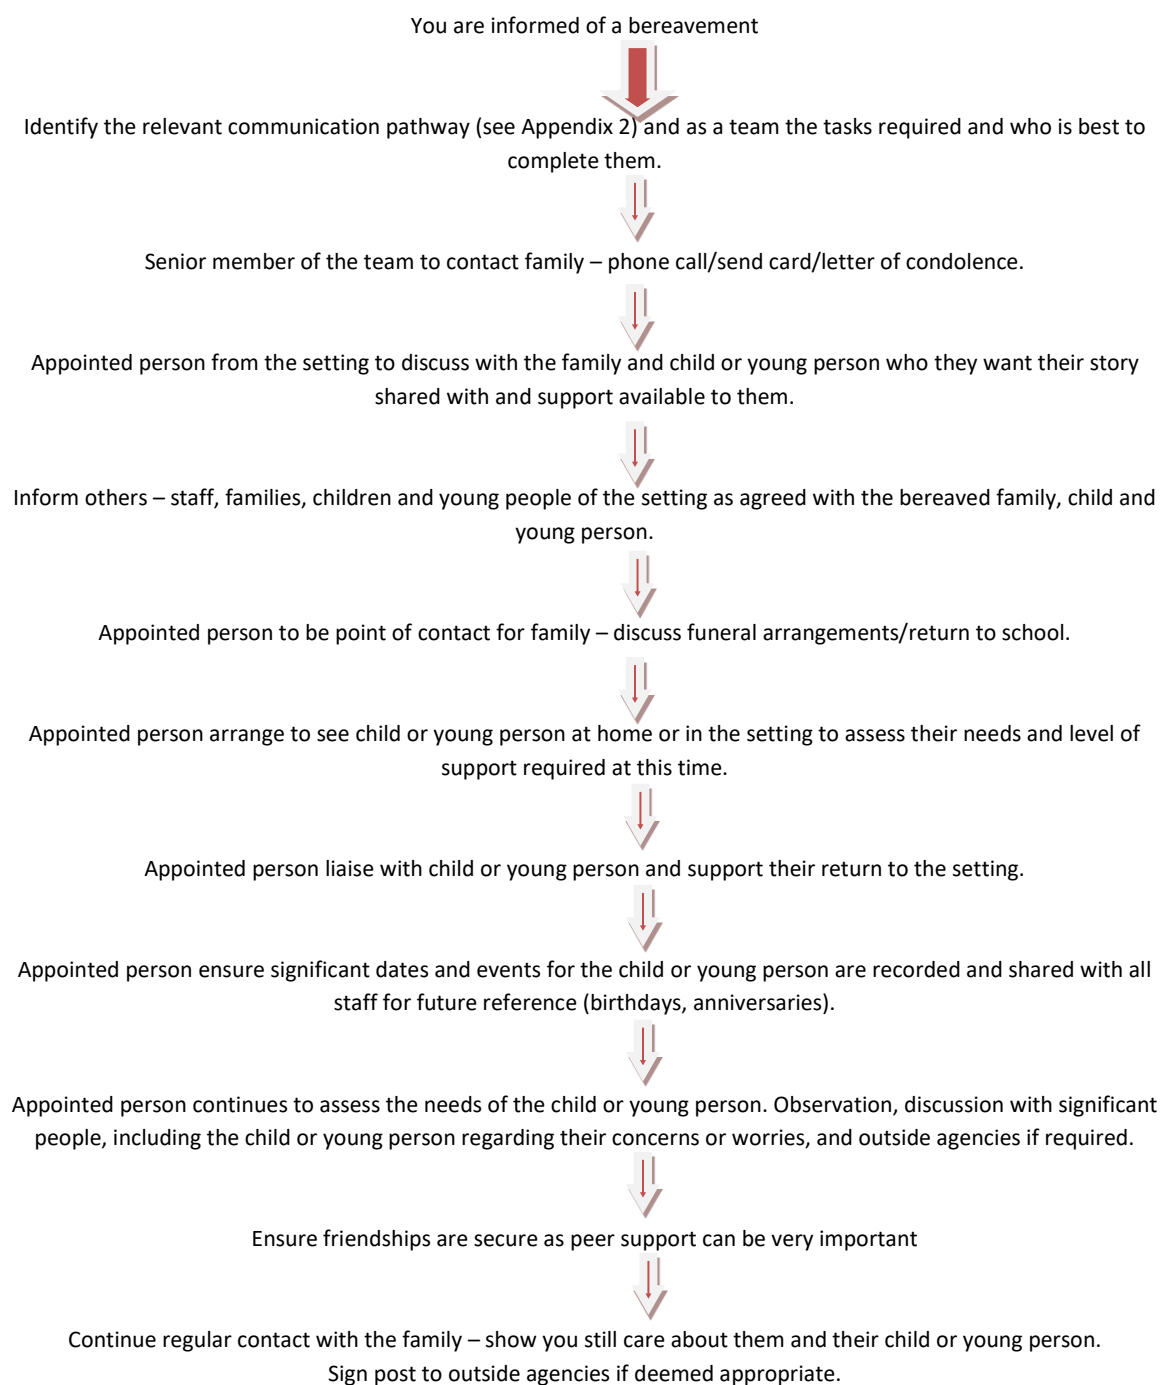 You are informed of a bereavement
Identify the relevant communication pathway (see Appendix 2) and as a team the tasks required and who is best to
complete them.
Senior member of the team to contact family – phone call/send card/letter of condolence.
Appointed person from the setting to discuss with the family and child or young person who they want their story
shared with and support available to them.
Inform others – staff, families, children and young people of the setting as agreed with the bereaved family, child and
young person.
Appointed person to be point of contact for family – discuss funeral arrangements/return to school.
Appointed person arrange to see child or young person at home or in the setting to assess their needs and level of
support required at this time.
Appointed person liaise with child or young person and support their return to the setting.
Appointed person ensure significant dates and events for the child or young person are recorded and shared with all
staff for future reference (birthdays, anniversaries).
Appointed person continues to assess the needs of the child or young person. Observation, discussion with significant
people, including the child or young person regarding their concerns or worries, and outside agencies if required.
Ensure friendships are secure as peer support can be very important
Continue regular contact with the family – show you still care about them and their child or young person.
Sign post to outside agencies if deemed appropriate.